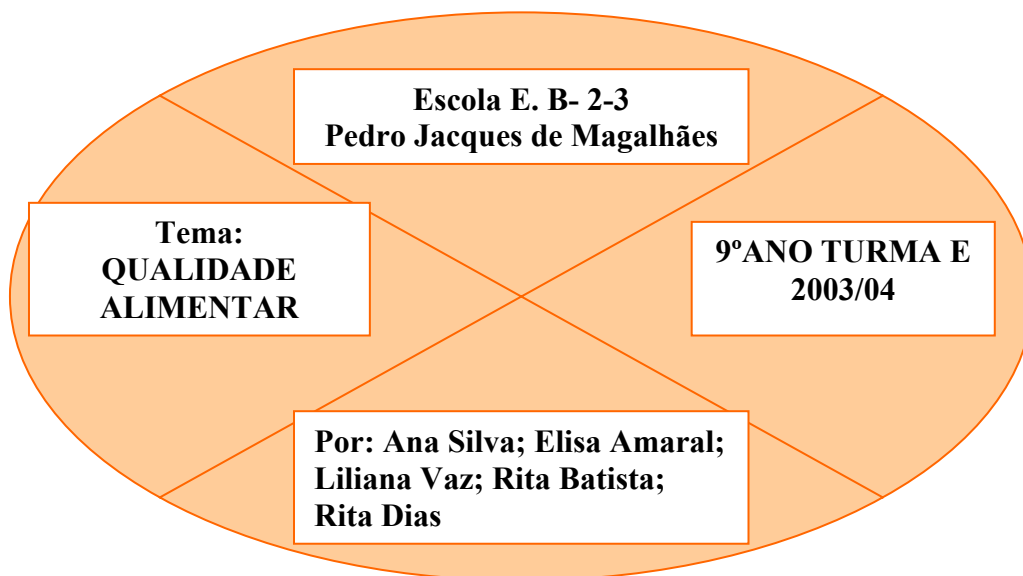 Escola E. B- 2-3
Pedro Jacques de Magalhães
Tema:
QUALIDADE
ALIMENTAR
9ºANO TURMA E
2003/04
Por: Ana Silva; Elisa Amaral;
Liliana Vaz; Rita Batista;
Rita Dias